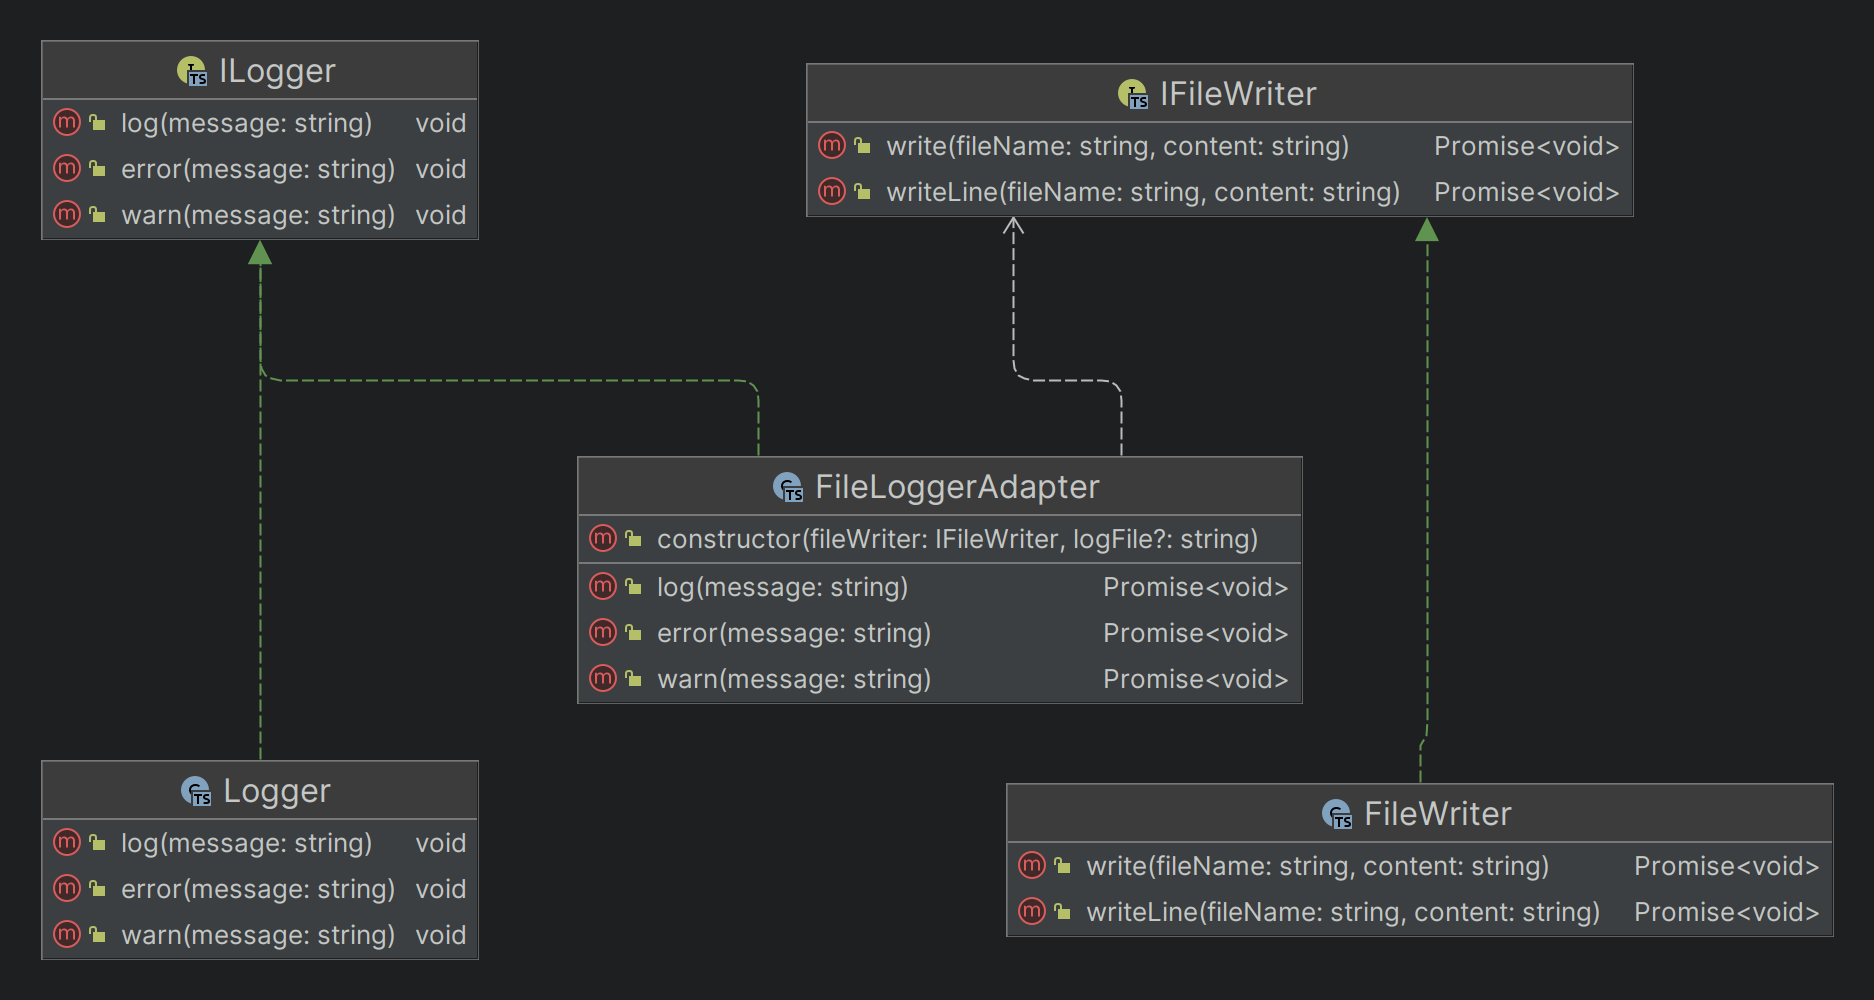 ILogger
log(message: string) void
error(message: string) void
warn(message: string) void
IFileWriter
write(fileName: string, content: string) Promise<void>
writeLine(fileName: string, content: string) Promise<void>
FileLoggerAdapter
constructor(fileWriter: IFileWriter, logFile?: string)
log(message: string) Promise<void>
error(message: string) Promise<void>
warn(message: string) Promise<void>
Logger
log(message: string) void
error(message: string) void
warn(message: string) void
FileWriter
write(fileName: string, content: string) Promise<void>
writeLine(fileName: string, content: string) Promise<void>